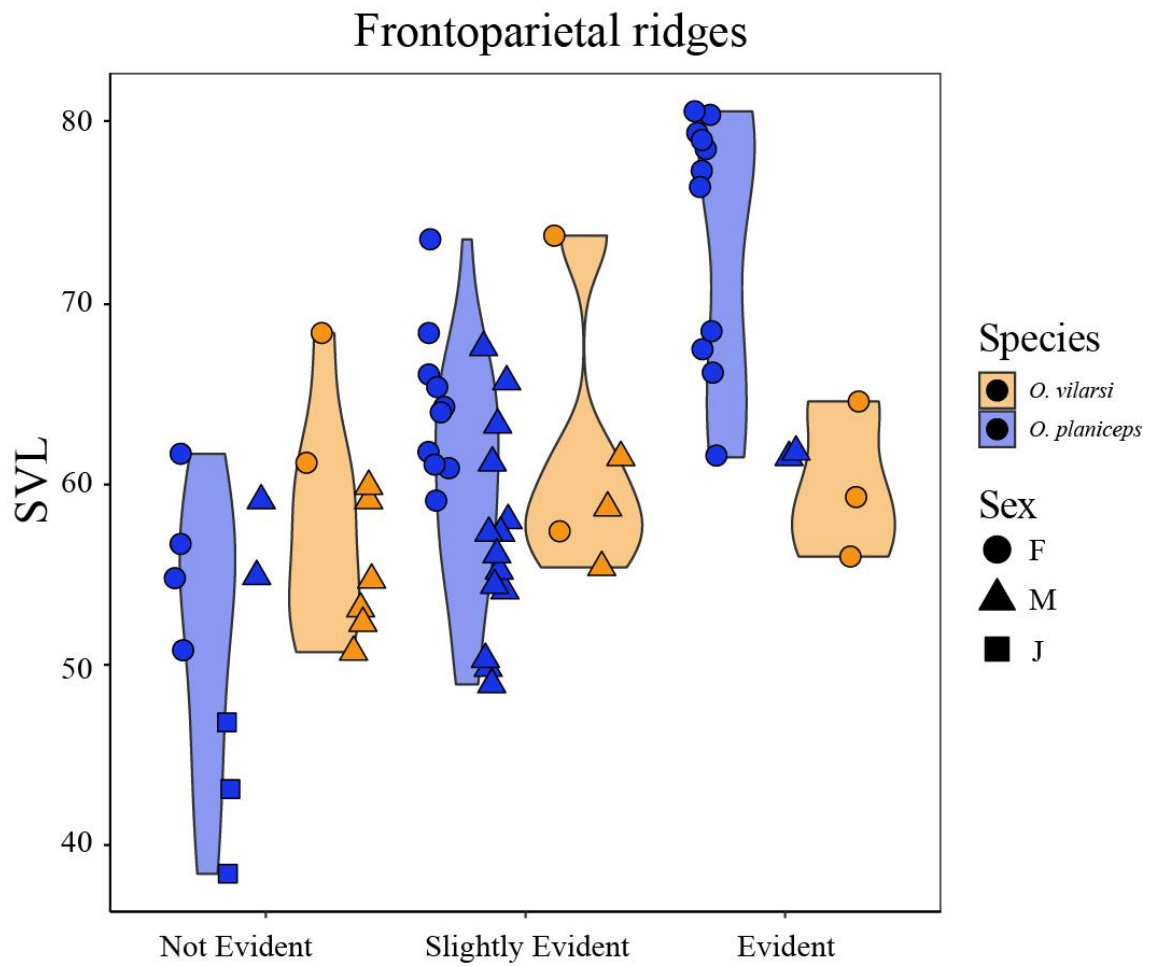 Frontoparietal ridges
80
70
60
50
40
SVL
Not Evident
Slightly Evident
Evident
Species
O. vilarsi
O. planiceps
Sex
F
M
J